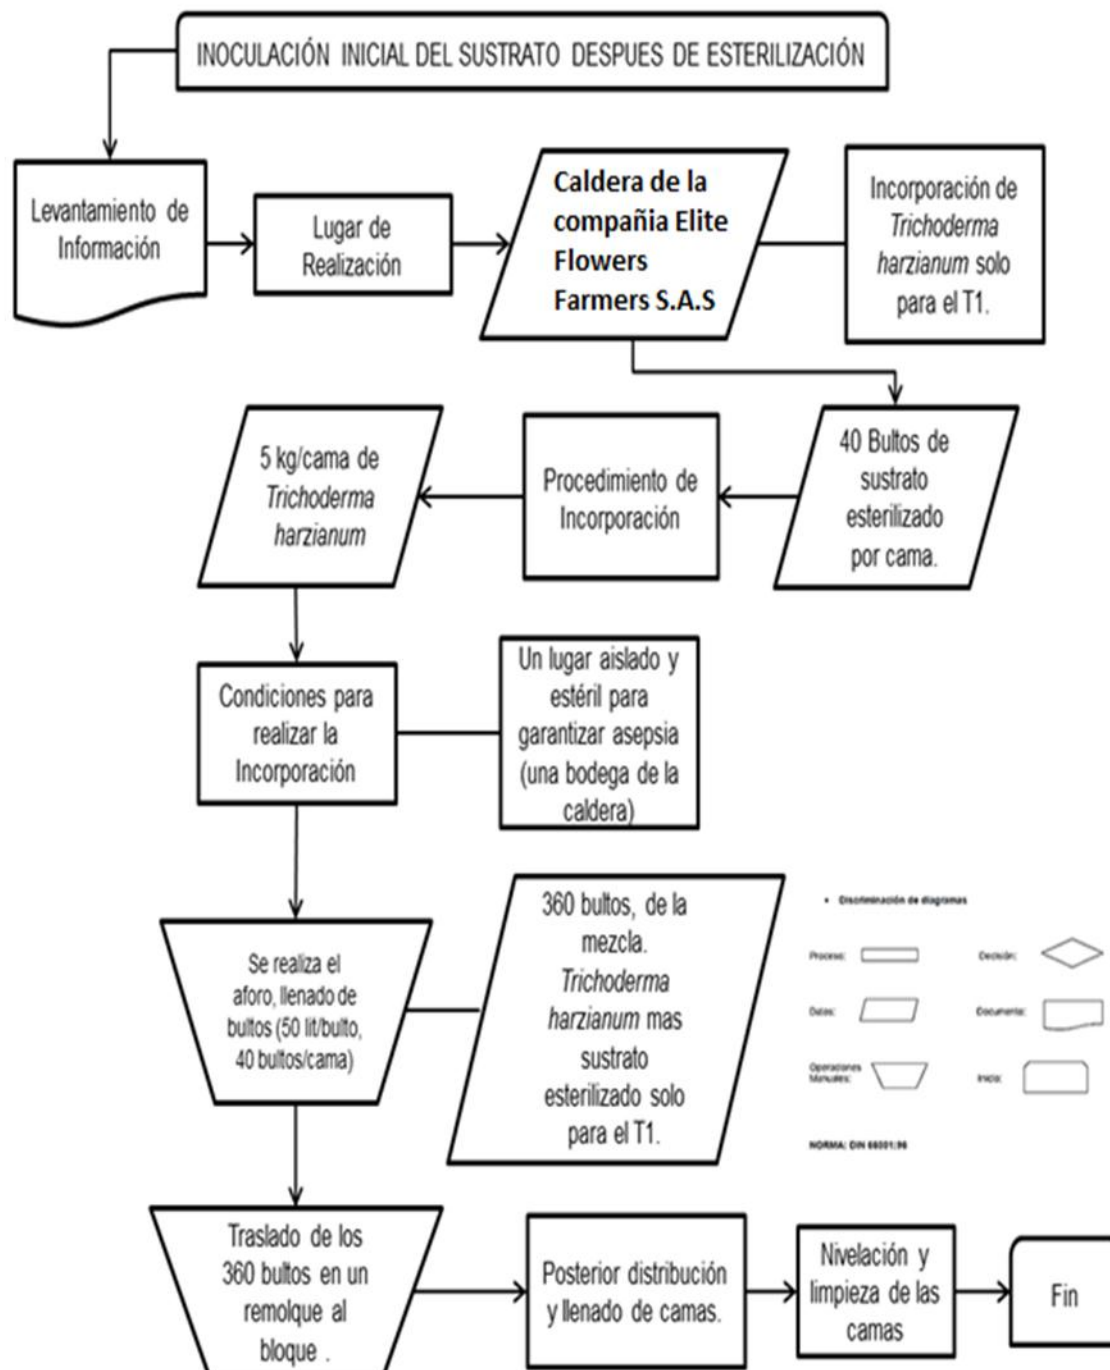 INOCULACIÓN INICIAL DEL SUSTRATO DESPUES DE ESTERILIZACIÓN
Levantamiento de
Información
Lugar de
Realización
Caldera de la
compañia Elite
Flowers
Farmers S.A.S
Incorporación de
Trichoderma
harzianum solo
para el T1.
40 Bultos de
sustrato
esterilizado
por cama.
Procedimiento de
Incorporación
5 kg/cama de
Trichoderma
harzianum
Condiciones para
realizar la
Incorporación
Un lugar aislado y
estéril para
garantizar asepsia
(una bodega de la
caldera)
Se realiza el
aforo, llenado de
bultos (50 lit/bulto,
40 bultos/cama)
360 bultos, de la
mezcla.
Trichoderma
harzianum mas
sustrato
esterilizado solo
para el T1.
• Discriminación de diagramas
Proceso:
Decisión:
Datos:
Documento:
Operaciones
Manuales:
Inicio:
NORMA: DIN 66001:96
Traslado de los
360 bultos en un
remolque al
bloque .
Posterior distribución
y llenado de camas.
Nivelación y
limpieza de las
camas
Fin